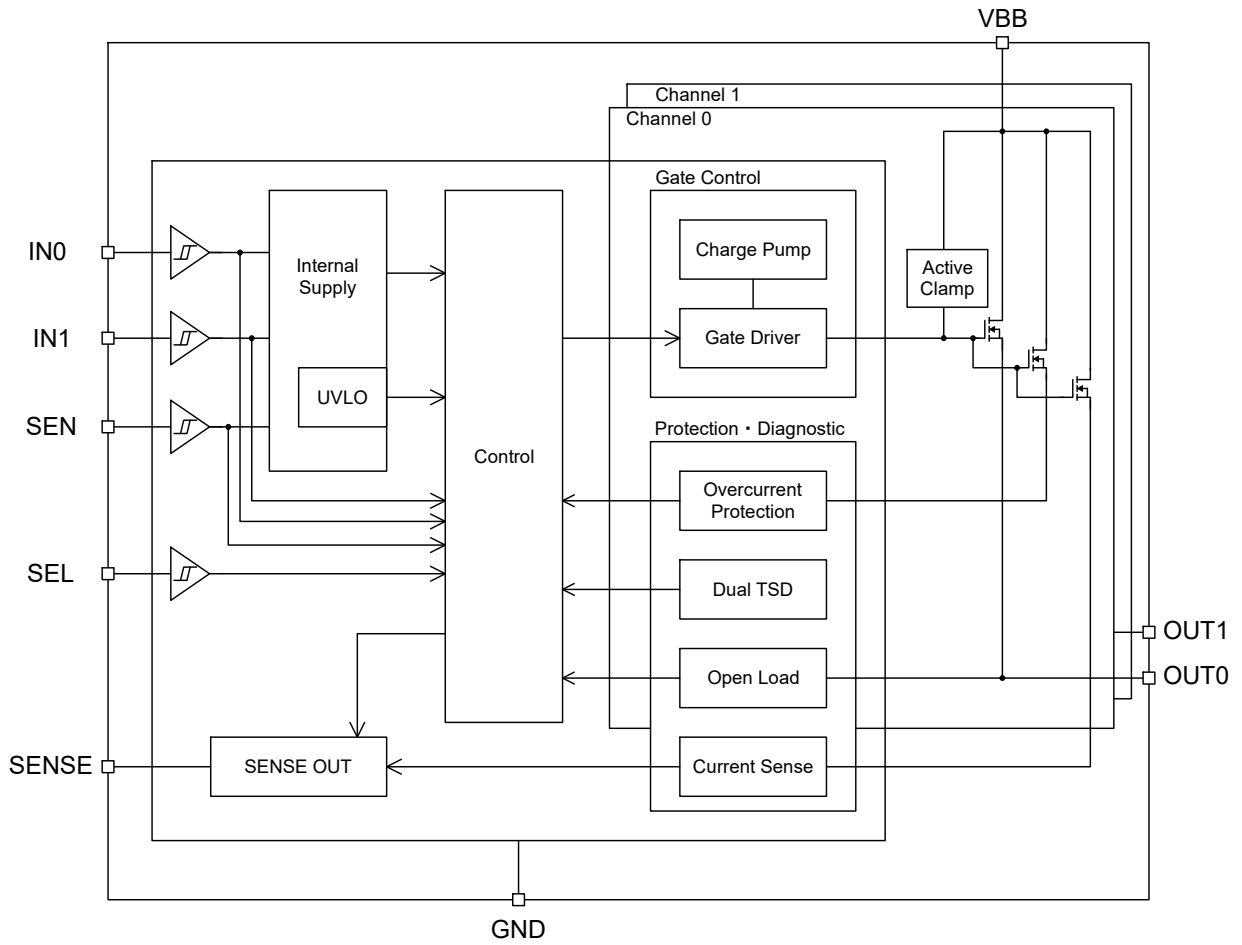 VBB
Channel 1
Channel 0
Gate Control
IN0
Internal
Supply
Charge Pump
Active
Clamp
IN1
Gate Driver
UVLO
SEN
Protection・Diagnostic
Control
Overcurrent
Protection
SEL
Dual TSD
OUT1
Open Load
OUT0
SENSE
SENSE OUT
Current Sense
GND